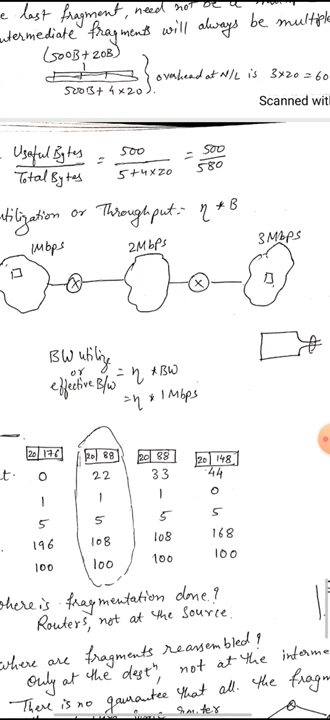 e last fragment, need not be a
ntermediate fragments will always be multiple
(500B+20B)
500B + 4×20
overhead at N/L is 3×20 = 60
Scanned with
Useful Bytes / Total Bytes = 500 / 5+4×20 = 500 / 580
utilization or Throughput:- η * B
1Mbps 2Mbps 3Mbps
x x
BW utilize or effective B/W = η * BW
= η * 1Mbps
20 176 20 88 20 88 20 148
t. 0 22 33 44
1 1 1 0
5 5 5 5
196 108 108 168
100 100 100 100
where is fragmentation done?
Routers, not at the source.
where are fragments reassembled?
Only at the destn, not at the interme
There is no gaurantee that all the fragm